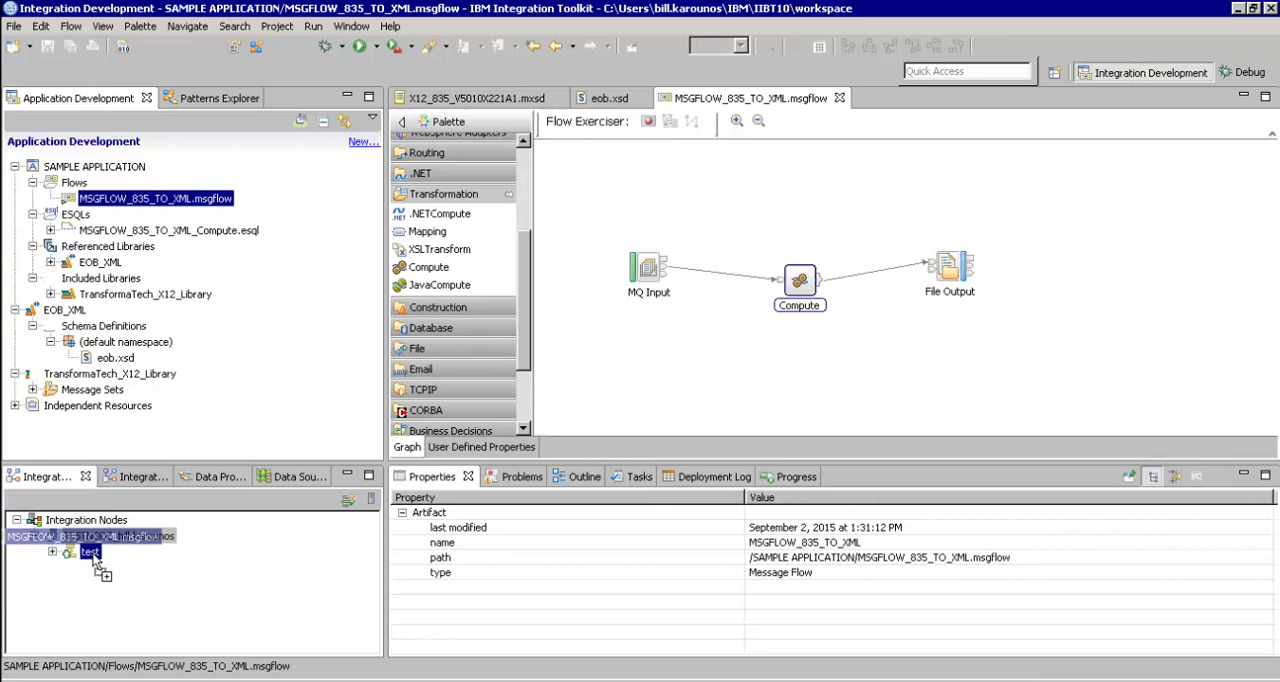 Integration Development - SAMPLE APPLICATION/MSGFLOW_835_TO_XML.msgflow - IBM Integration Toolkit - C:\Users\bill.karounos\IBM\IIBT10\workspace
File Edit Flow View Palette Navigate Search Project Run Window Help
Quick Access
Integration Development
Debug
Application Development
Patterns Explorer
Application Development
New...
SAMPLE APPLICATION
Flows
MSGFLOW_835_TO_XML.msgflow
ESQLs
MSGFLOW_835_TO_XML_Compute.esql
Referenced Libraries
EOB_XML
Included Libraries
TransformaTech_X12_Library
EOB_XML
Schema Definitions
(default namespace)
eob.xsd
TransformaTech_X12_Library
Message Sets
Independent Resources
X12_835_V5010X221A1.mxsd
eob.xsd
MSGFLOW_835_TO_XML.msgflow
Palette
Flow Exerciser:
WebSphere Adapters
Routing
.NET
Transformation
.NETCompute
Mapping
XSLTransform
Compute
JavaCompute
Construction
Database
File
Email
TCPIP
CORBA
Business Decisions
MQ Input
Compute
File Output
Graph
User Defined Properties
Integrat...
Integrat...
Data Pro...
Data Sou...
Integration Nodes
MSGFLOW_835_TO_XML.msgflow
test
Properties
Problems
Outline
Tasks
Deployment Log
Progress
Property Value
Artifact
last modified September 2, 2015 at 1:31:12 PM
name MSGFLOW_835_TO_XML
path /SAMPLE APPLICATION/MSGFLOW_835_TO_XML.msgflow
type Message Flow
SAMPLE APPLICATION/Flows/MSGFLOW_835_TO_XML.msgflow